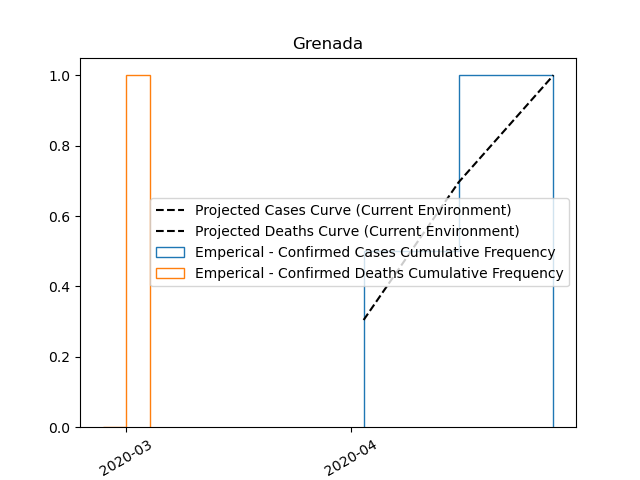 Grenada
1.0
0.8
0.6
0.4
0.2
0.0
Projected Cases Curve (Current Environment)
Projected Deaths Curve (Current Environment)
Emperical - Confirmed Cases Cumulative Frequency
Emperical - Confirmed Deaths Cumulative Frequency
2020-03
2020-04